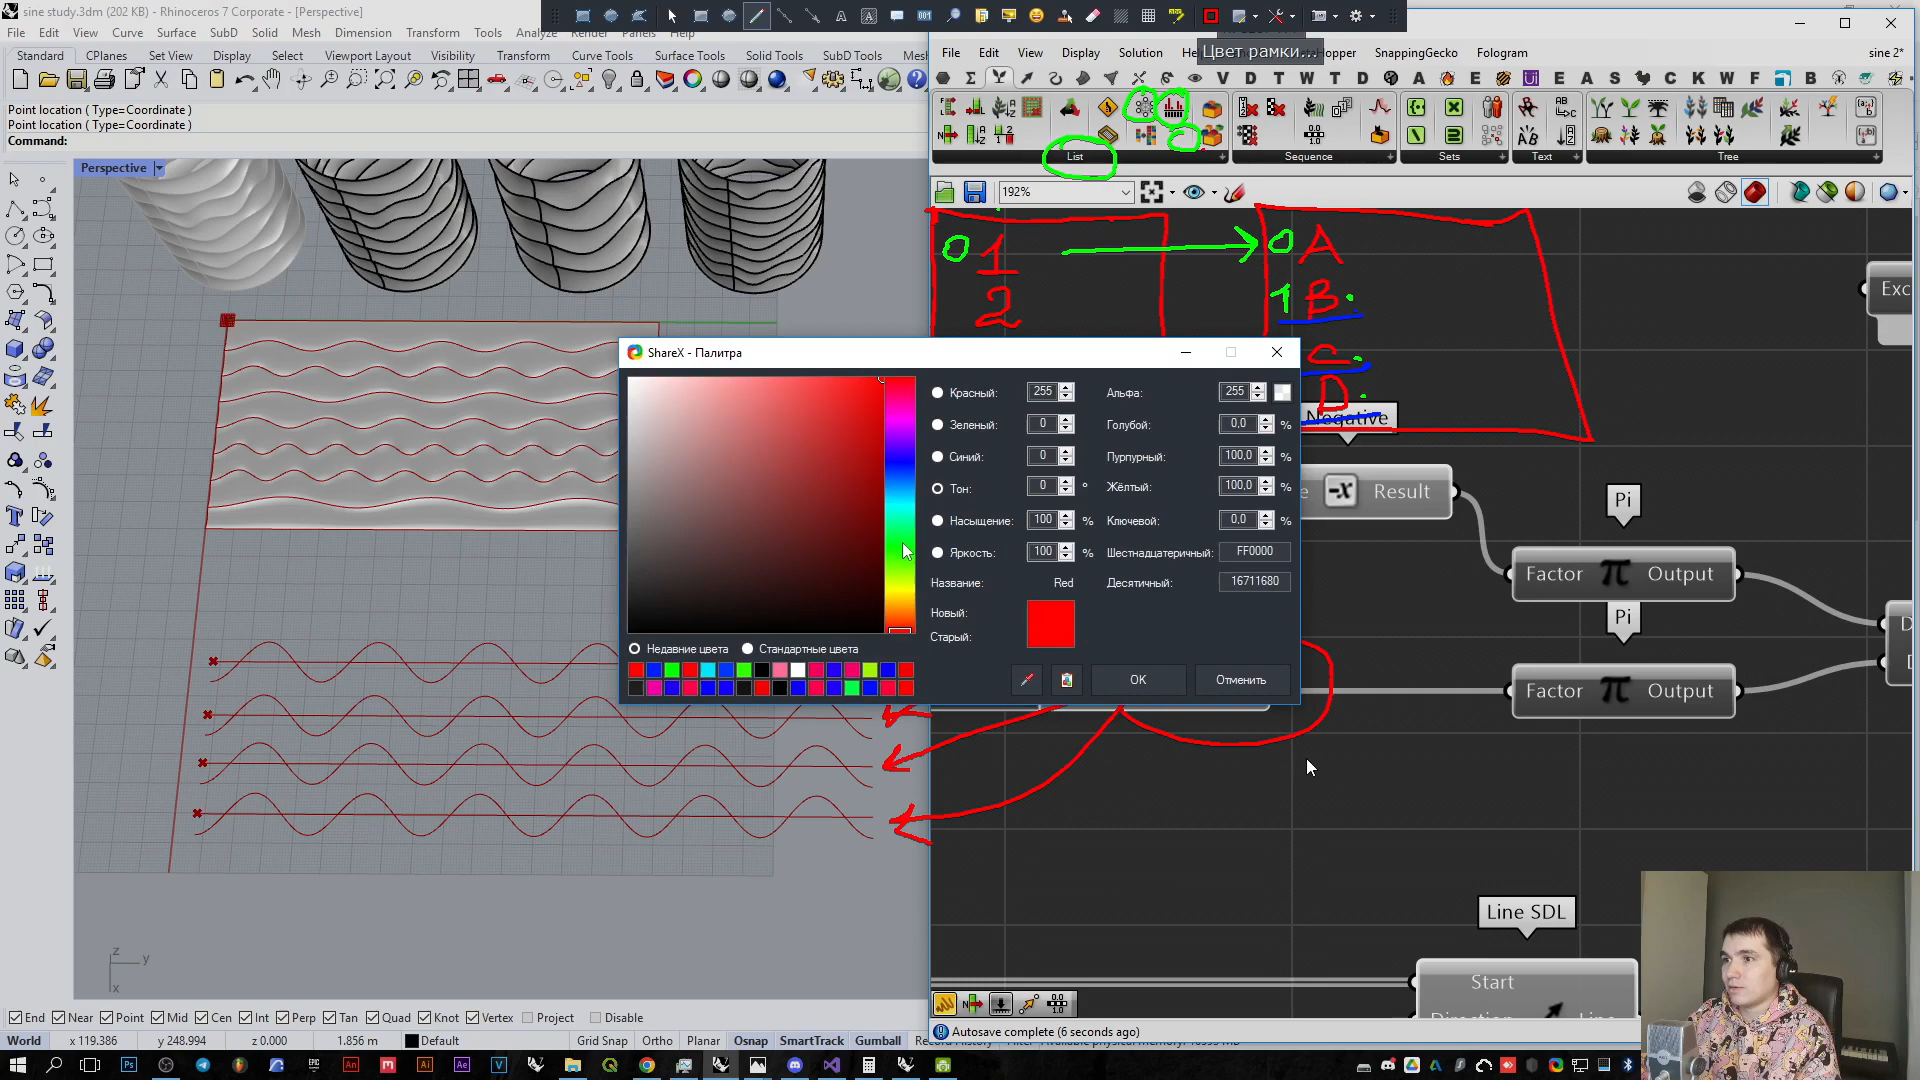 sine study.3dm (202 KB) - Rhinoceros 7 Corporate - [Perspective]
File Edit View Curve Surface SubD Solid Mesh Dimension Transform Tools Analyze Render Panels Help
Standard CPlanes Set View Display Select Viewport Layout Visibility Transform Curve Tools Surface Tools Solid Tools SubD Tools Mesh
Point location ( Type=Coordinate )
Point location ( Type=Coordinate )
Command:
Perspective
File Edit View Display Solution
Hopper SnappingGecko Fologram
Цвет рамки...
sine 2*
List Sequence Sets Text Tree
192%
0 1
2
0 A
1 B
C
D
Negative
Result
Pi
Factor Output
Pi
Factor Output
Exc
ShareX - Палитра
Красный: 255
Зеленый: 0
Синий: 0
Тон: 0 °
Насыщение: 100 %
Яркость: 100 %
Название: Red
Новый:
Старый:
Альфа: 255
Голубой: 0,0 %
Пурпурный: 100,0 %
Жёлтый: 100,0 %
Ключевой: 0,0 %
Шестнадцатеричный: FF0000
Десятичный: 16711680
Недавние цвета Стандартные цвета
OK Отменить
Line SDL
Start
z
y
x
End Near Point Mid Cen Int Perp Tan Quad Knot Vertex Project Disable
World x 119.386 y 248.994 z 0.000 1.856 m Default Grid Snap Ortho Planar Osnap SmartTrack Gumball
Autosave complete (6 seconds ago)